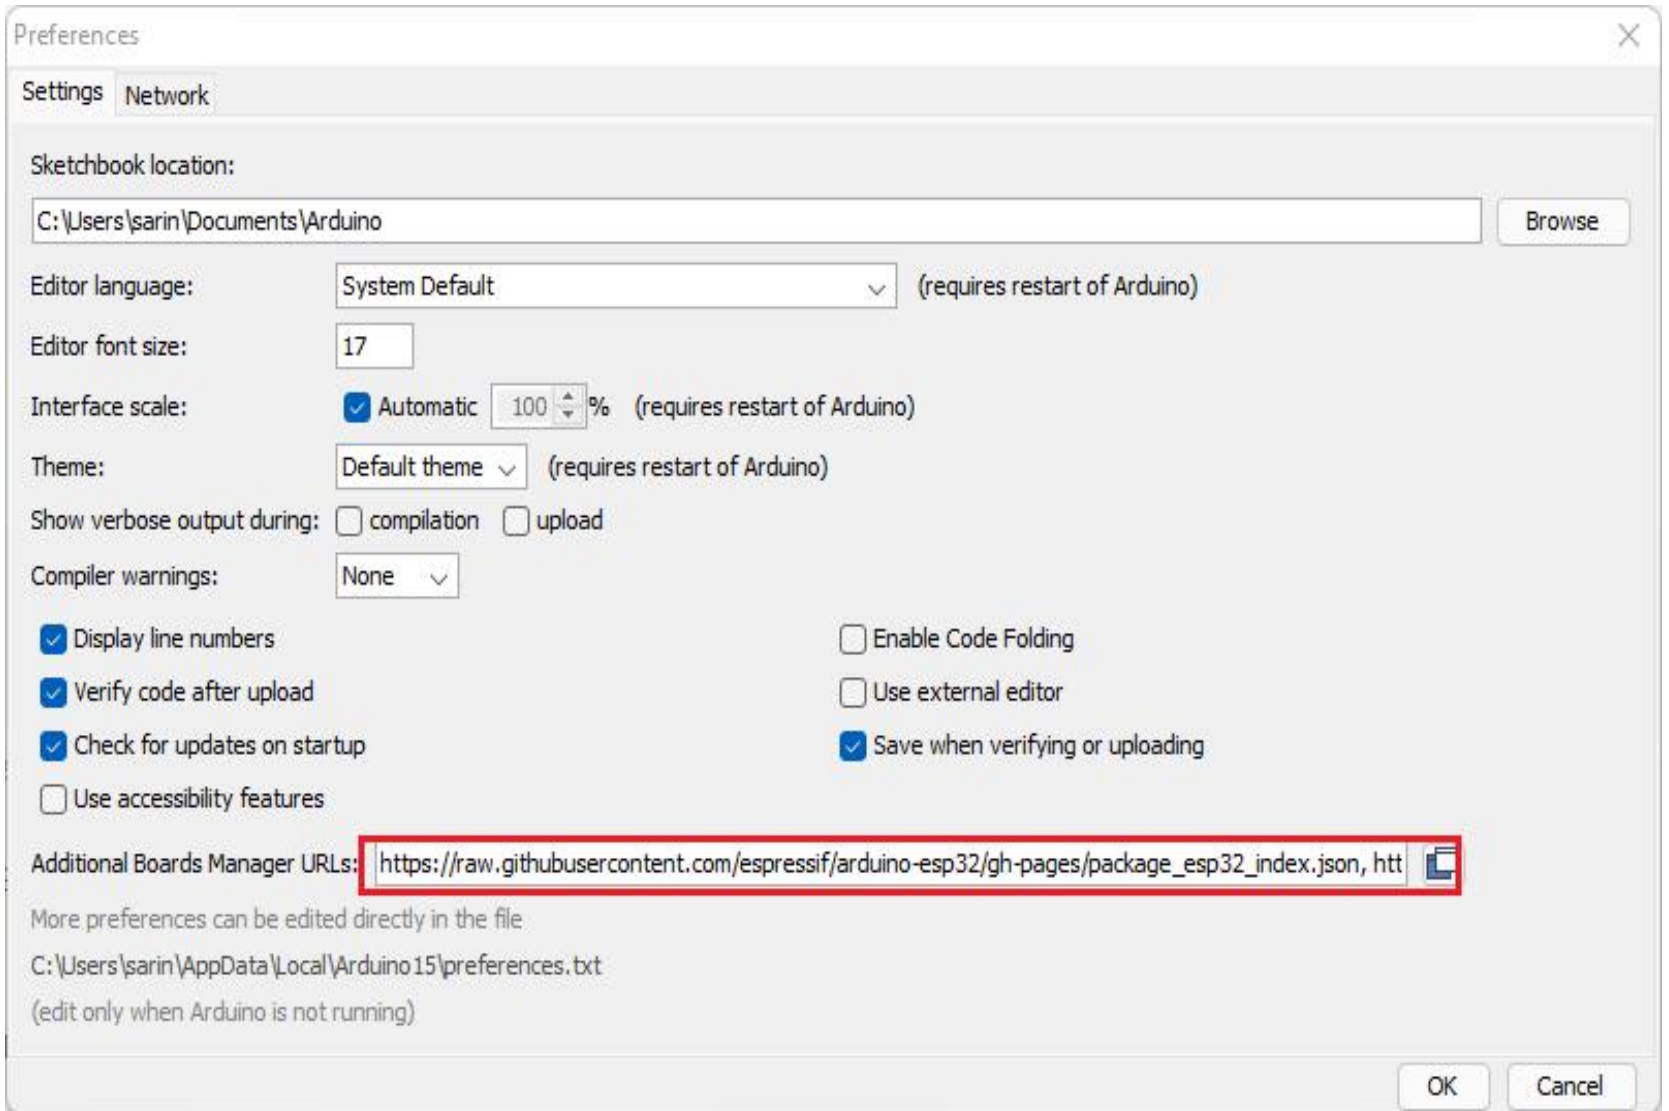 Preferences
Settings Network
Sketchbook location:
C:\Users\sarin\Documents\Arduino Browse
Editor language: System Default (requires restart of Arduino)
Editor font size: 17
Interface scale: Automatic 100 % (requires restart of Arduino)
Theme: Default theme (requires restart of Arduino)
Show verbose output during: compilation upload
Compiler warnings: None
Display line numbers Enable Code Folding
Verify code after upload Use external editor
Check for updates on startup Save when verifying or uploading
Use accessibility features
Additional Boards Manager URLs: https://raw.githubusercontent.com/espressif/arduino-esp32/gh-pages/package_esp32_index.json, htt
More preferences can be edited directly in the file
C:\Users\sarin\AppData\Local\Arduino15\preferences.txt
(edit only when Arduino is not running)
OK Cancel